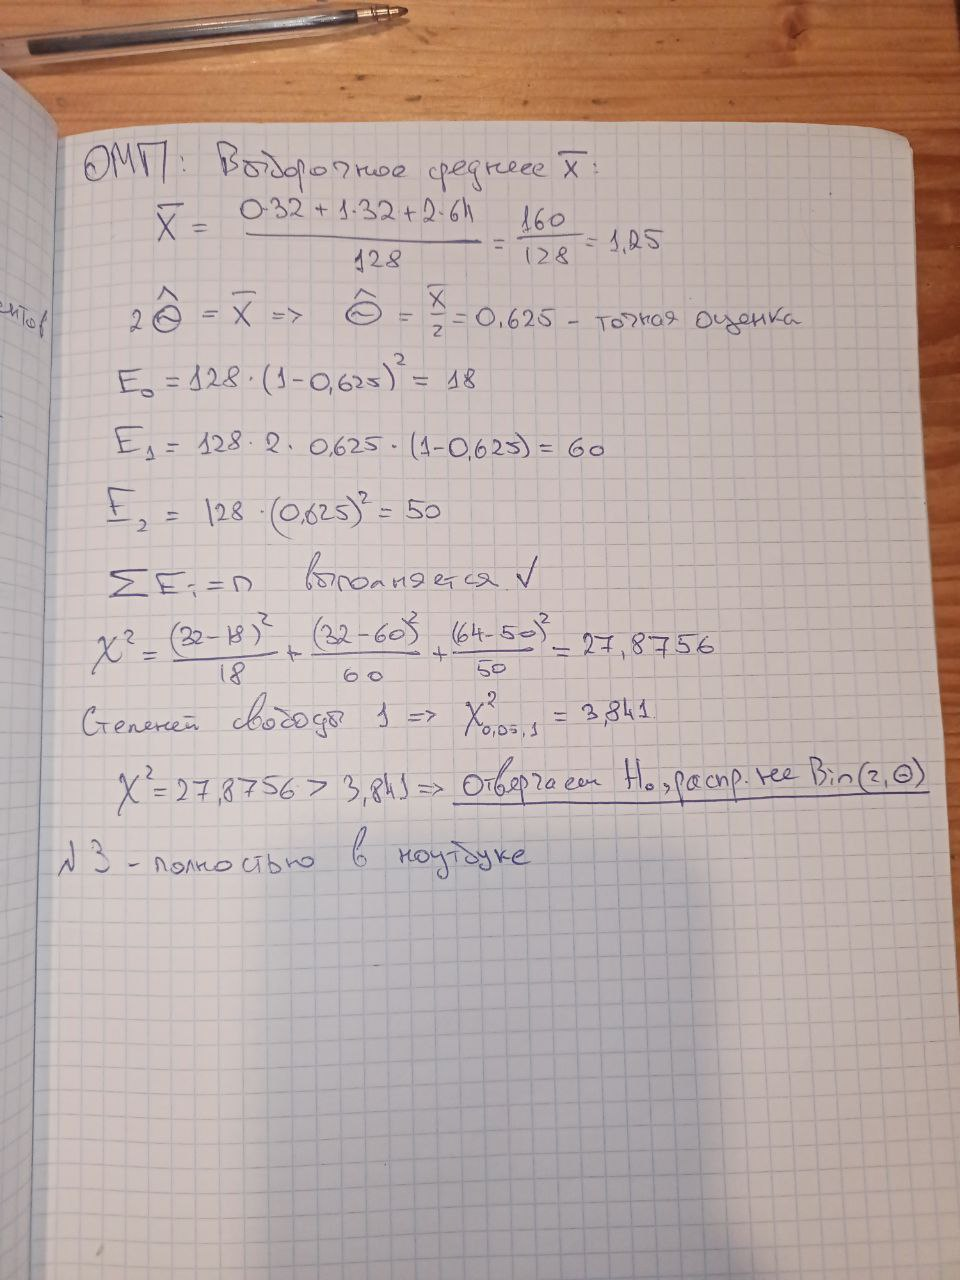 ОМП: Выборочное среднее X̅:
X̅ = (0·32 + 1·32 + 2·64)/128 = 160/128 = 1,25
2Θ̂ = X̅ => Θ̂ = X̅/2 = 0,625 - точная оценка
E₀ = 128·(1-0,625)² = 18
E₁ = 128·2·0,625·(1-0,625) = 60
E₂ = 128·(0,625)² = 50
ΣEᵢ = n выполняется ✓
χ² = (32-18)²/18 + (32-60)²/60 + (64-50)²/50 = 27,8756
Степеней свободы 1 => χ²₀,₀₅,₁ = 3,841
χ² = 27,8756 > 3,841 => Отвергаем H₀, распр. не Bin(2,Θ)
№3 - полностью в ноутбуке